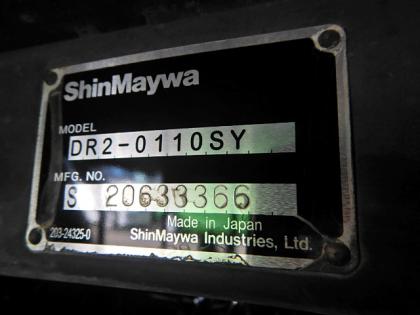 ShinMaywa
MODEL
DR2-0110SY
MFG. NO.
S 20633366
Made in Japan
203-24325-0 ShinMaywa Industries, Ltd.